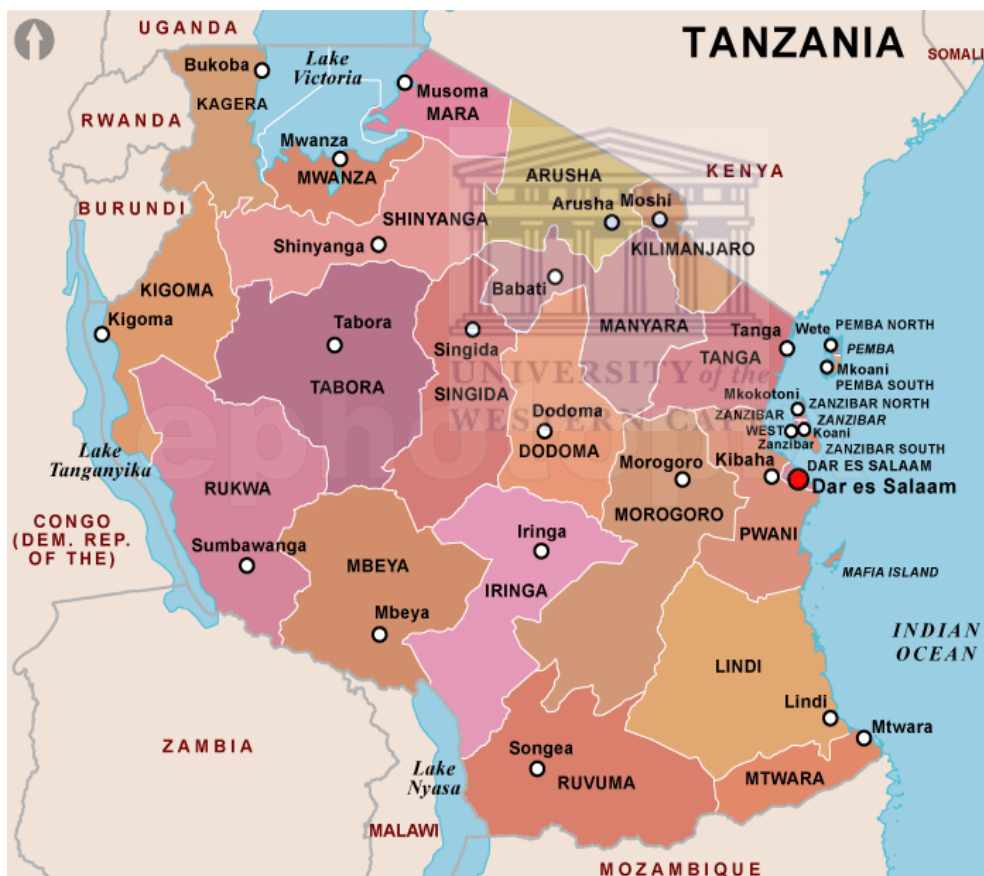 TANZANIA
UGANDA
SOMALI
Bukoba
Lake
Victoria
KAGERA
Musoma
MARA
RWANDA
Mwanza
MWANZA
KENYA
ARUSHA
BURUNDI
Arusha
Moshi
SHINYANGA
Shinyanga
KILIMANJARO
KIGOMA
Babati
Kigoma
Tabora
MANYARA
Tanga
Wete
PEMBA NORTH
Singida
TANGA
PEMBA
UNIVERSITY of the
Mkoani
TABORA
SINGIDA
PEMBA SOUTH
Mkokotoni
ZANZIBAR NORTH
Dodoma
WESTERN CAPE
ZANZIBAR
WEST
ZANZIBAR
Koani
Zanzibar
ZANZIBAR SOUTH
Lake
Tanganyika
DODOMA
Morogoro
Kibaha
DAR ES SALAAM
Dar es Salaam
RUKWA
MOROGORO
CONGO
(DEM. REP.
OF THE)
Iringa
PWANI
Sumbawanga
MBEYA
MAFIA ISLAND
IRINGA
Mbeya
INDIAN
OCEAN
LINDI
Lindi
Mtwara
ZAMBIA
Songea
Lake
Nyasa
RUVUMA
MTWARA
MALAWI
MOZAMBIQUE